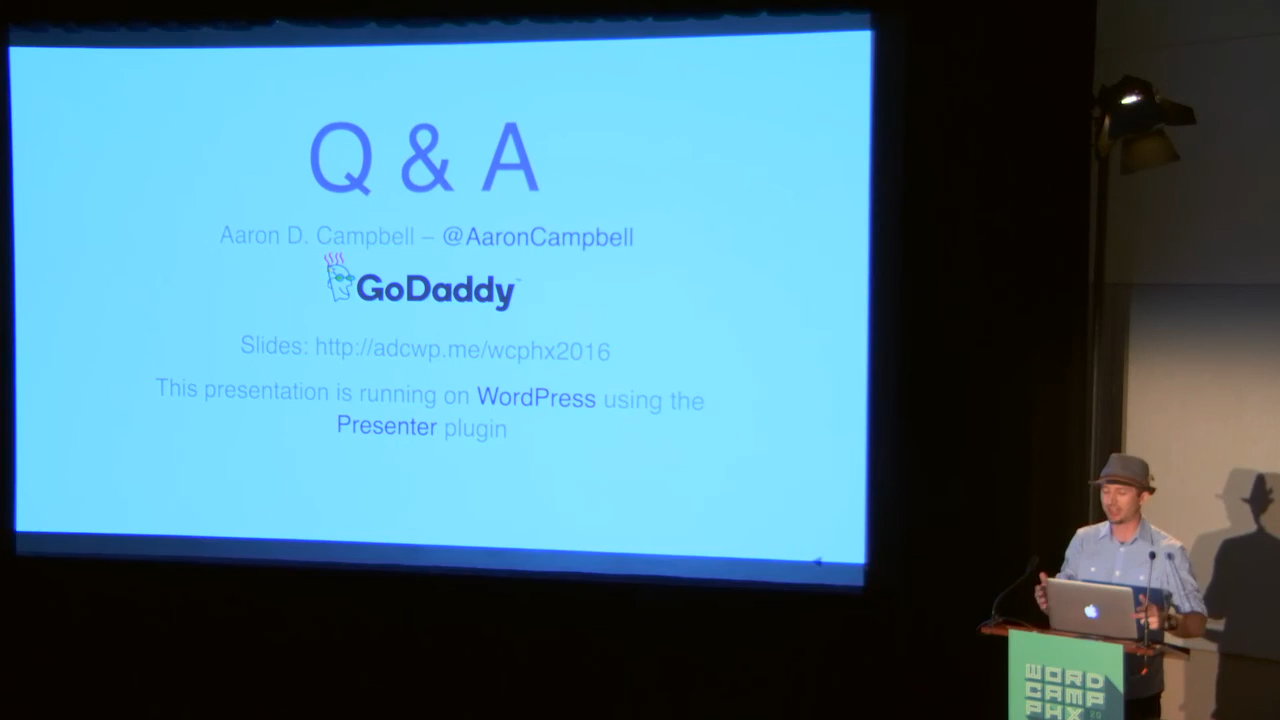 Q & A
Aaron D. Campbell – @AaronCampbell
GoDaddy™
Slides: http://adcwp.me/wcphx2016
This presentation is running on WordPress using the
Presenter plugin
WORD
CAMP
PHX